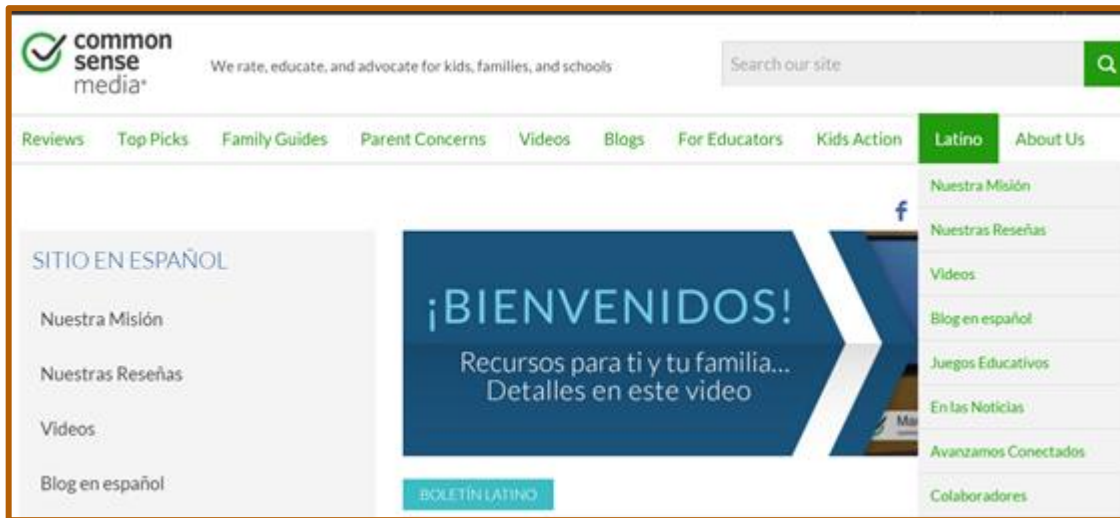 common
sense
media
We rate, educate, and advocate for kids, families, and schools
Search our site
Reviews Top Picks Family Guides Parent Concerns Videos Blogs For Educators Kids Action Latino About Us
SITIO EN ESPAÑOL
Nuestra Misión
Nuestras Reseñas
Videos
Blog en español
¡BIENVENIDOS!
Recursos para ti y tu familia...
Detalles en este video
BOLETÍN LATINO
Nuestra Misión
Nuestras Reseñas
Videos
Blog en español
Juegos Educativos
En las Noticias
Avanzamos Conectados
Colaboradores